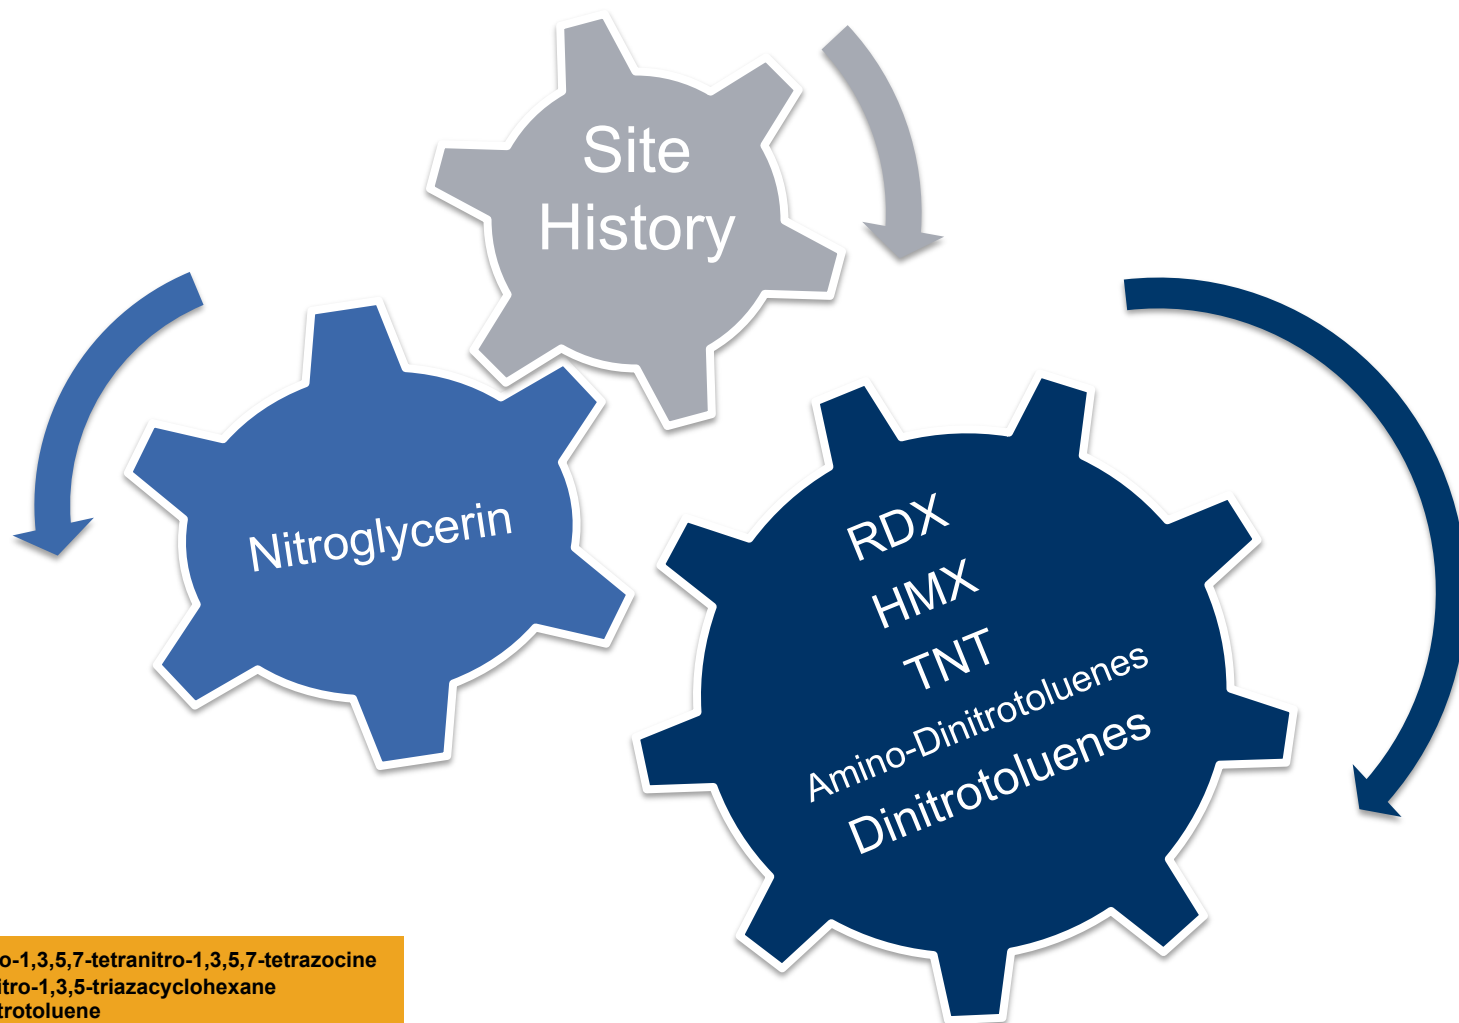 Site
History
Nitroglycerin
RDX
HMX
TNT
Amino-Dinitrotoluenes
Dinitrotoluenes
o-1,3,5,7-tetranitro-1,3,5,7-tetrazocine
itro-1,3,5-triazacyclohexane
trotoluene